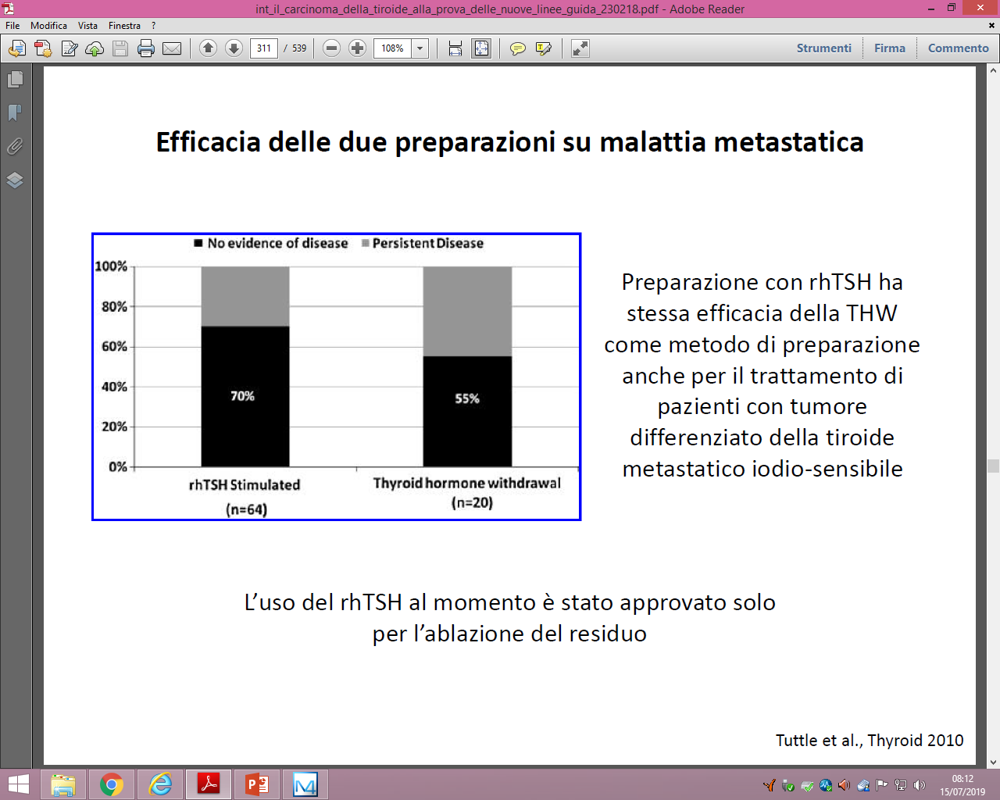 int_il_carcinoma_della_tiroide_alla_prova_delle_nuove_linee_guida_230218.pdf - Adobe Reader
File Modifica Vista Finestra ?
311 / 539 108% Strumenti Firma Commento
Efficacia delle due preparazioni su malattia metastatica
No evidence of disease Persistent Disease
100%
80%
60%
40%
20%
0%
70%
55%
rhTSH Stimulated
(n=64)
Thyroid hormone withdrawal
(n=20)
Preparazione con rhTSH ha
stessa efficacia della THW
come metodo di preparazione
anche per il trattamento di
pazienti con tumore
differenziato della tiroide
metastatico iodio-sensibile
L’uso del rhTSH al momento è stato approvato solo
per l’ablazione del residuo
Tuttle et al., Thyroid 2010
08:12
15/07/2019